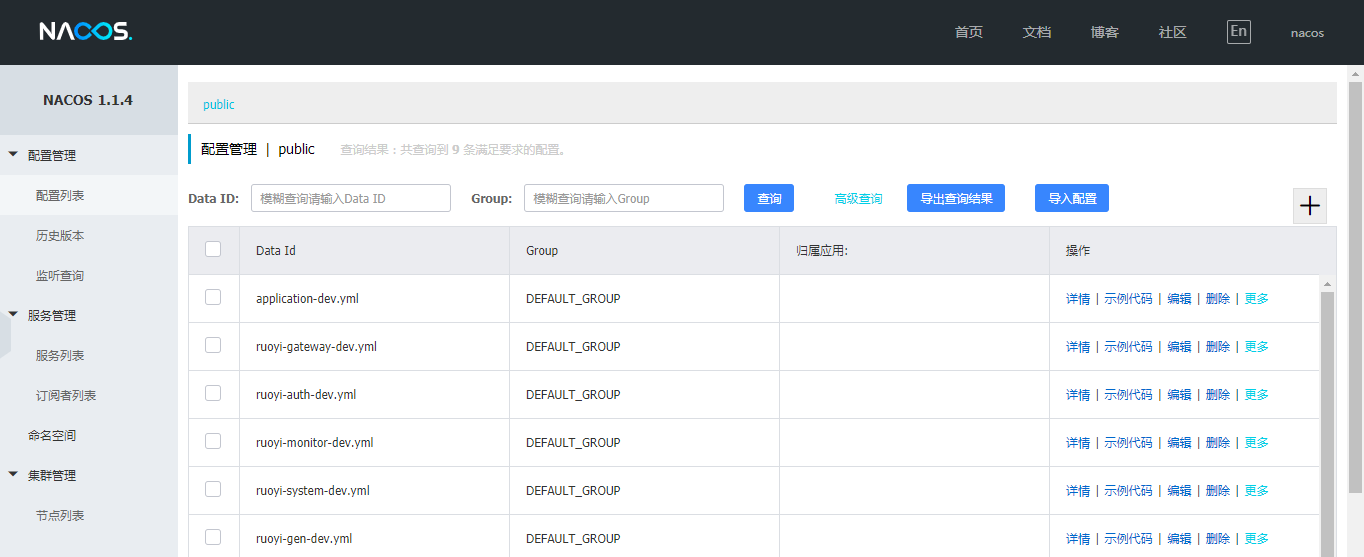 NACOS. 首页 文档 博客 社区 En nacos
NACOS 1.1.4
配置管理
配置列表
历史版本
监听查询
服务管理
服务列表
订阅者列表
命名空间
集群管理
节点列表
public
配置管理 | public 查询结果：共查询到 9 条满足要求的配置。
Data ID: 模糊查询请输入Data ID Group: 模糊查询请输入Group 查询 高级查询 导出查询结果 导入配置
Data Id Group 归属应用: 操作
application-dev.yml DEFAULT_GROUP 详情 | 示例代码 | 编辑 | 删除 | 更多
ruoyi-gateway-dev.yml DEFAULT_GROUP 详情 | 示例代码 | 编辑 | 删除 | 更多
ruoyi-auth-dev.yml DEFAULT_GROUP 详情 | 示例代码 | 编辑 | 删除 | 更多
ruoyi-monitor-dev.yml DEFAULT_GROUP 详情 | 示例代码 | 编辑 | 删除 | 更多
ruoyi-system-dev.yml DEFAULT_GROUP 详情 | 示例代码 | 编辑 | 删除 | 更多
ruoyi-gen-dev.yml DEFAULT_GROUP 详情 | 示例代码 | 编辑 | 删除 | 更多